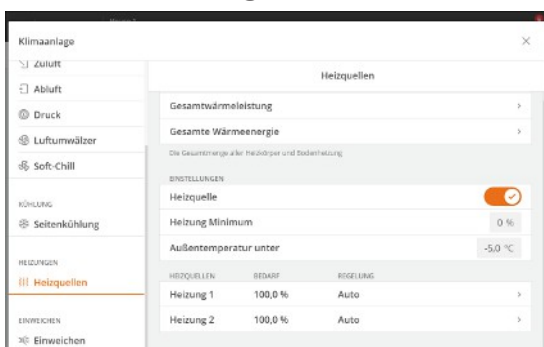 Klimaanlage
Zuluft
Abluft
Druck
Luftumwälzer
Soft-Chill
KÜHLUNG
Seitenkühlung
HEIZUNGEN
Heizquellen
EINWEICHEN
Einweichen
Heizquellen
Gesamtwärmeleistung
Gesamte Wärmeenergie
Die Gesamtmenge aller Heizkörper und Bodenheizung
EINSTELLUNGEN
Heizquelle
Heizung Minimum 0 %
Außentemperatur unter -5,0 °C
HEIZQUELLEN BEDARF REGELUNG
Heizung 1 100,0 % Auto
Heizung 2 100,0 % Auto